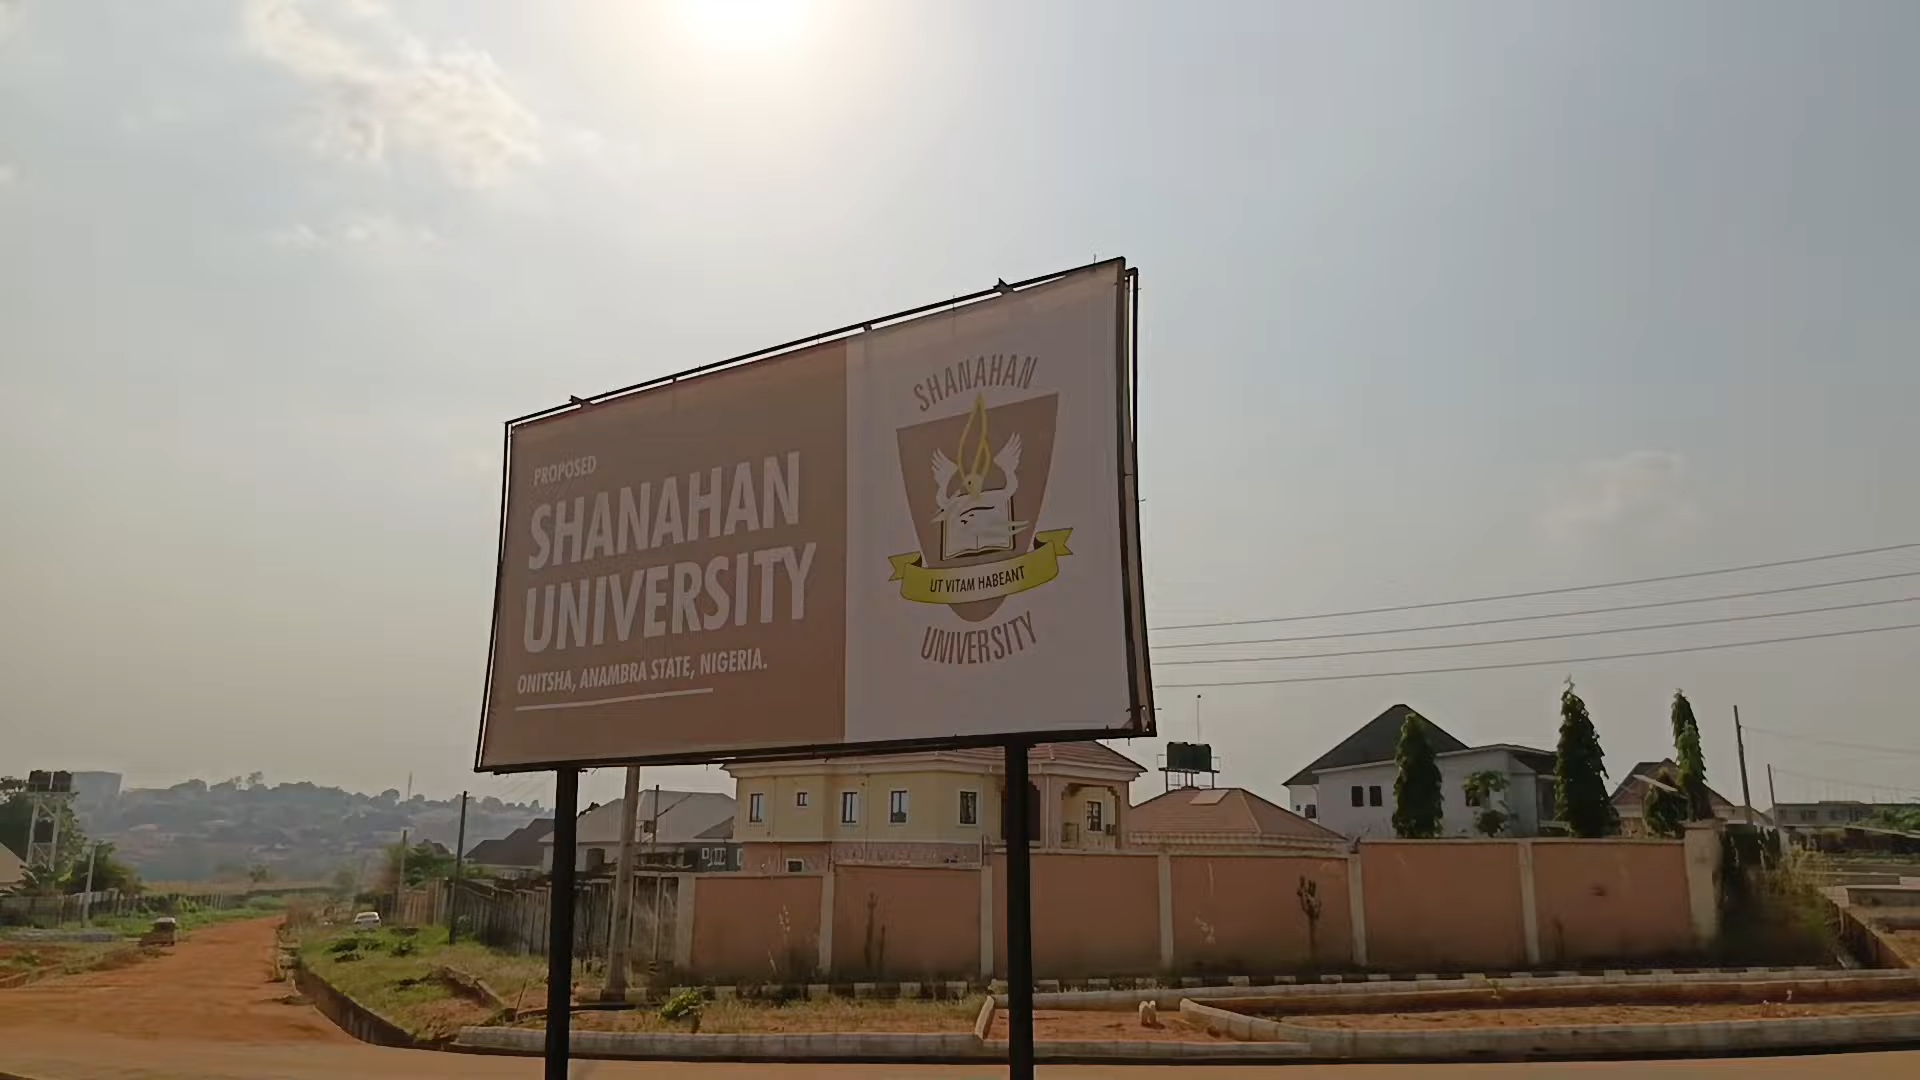 PROPOSED
SHANAHAN
UNIVERSITY
ONITSHA, ANAMBRA STATE, NIGERIA.
SHANAHAN
UT VITAM HABEANT
UNIVERSITY